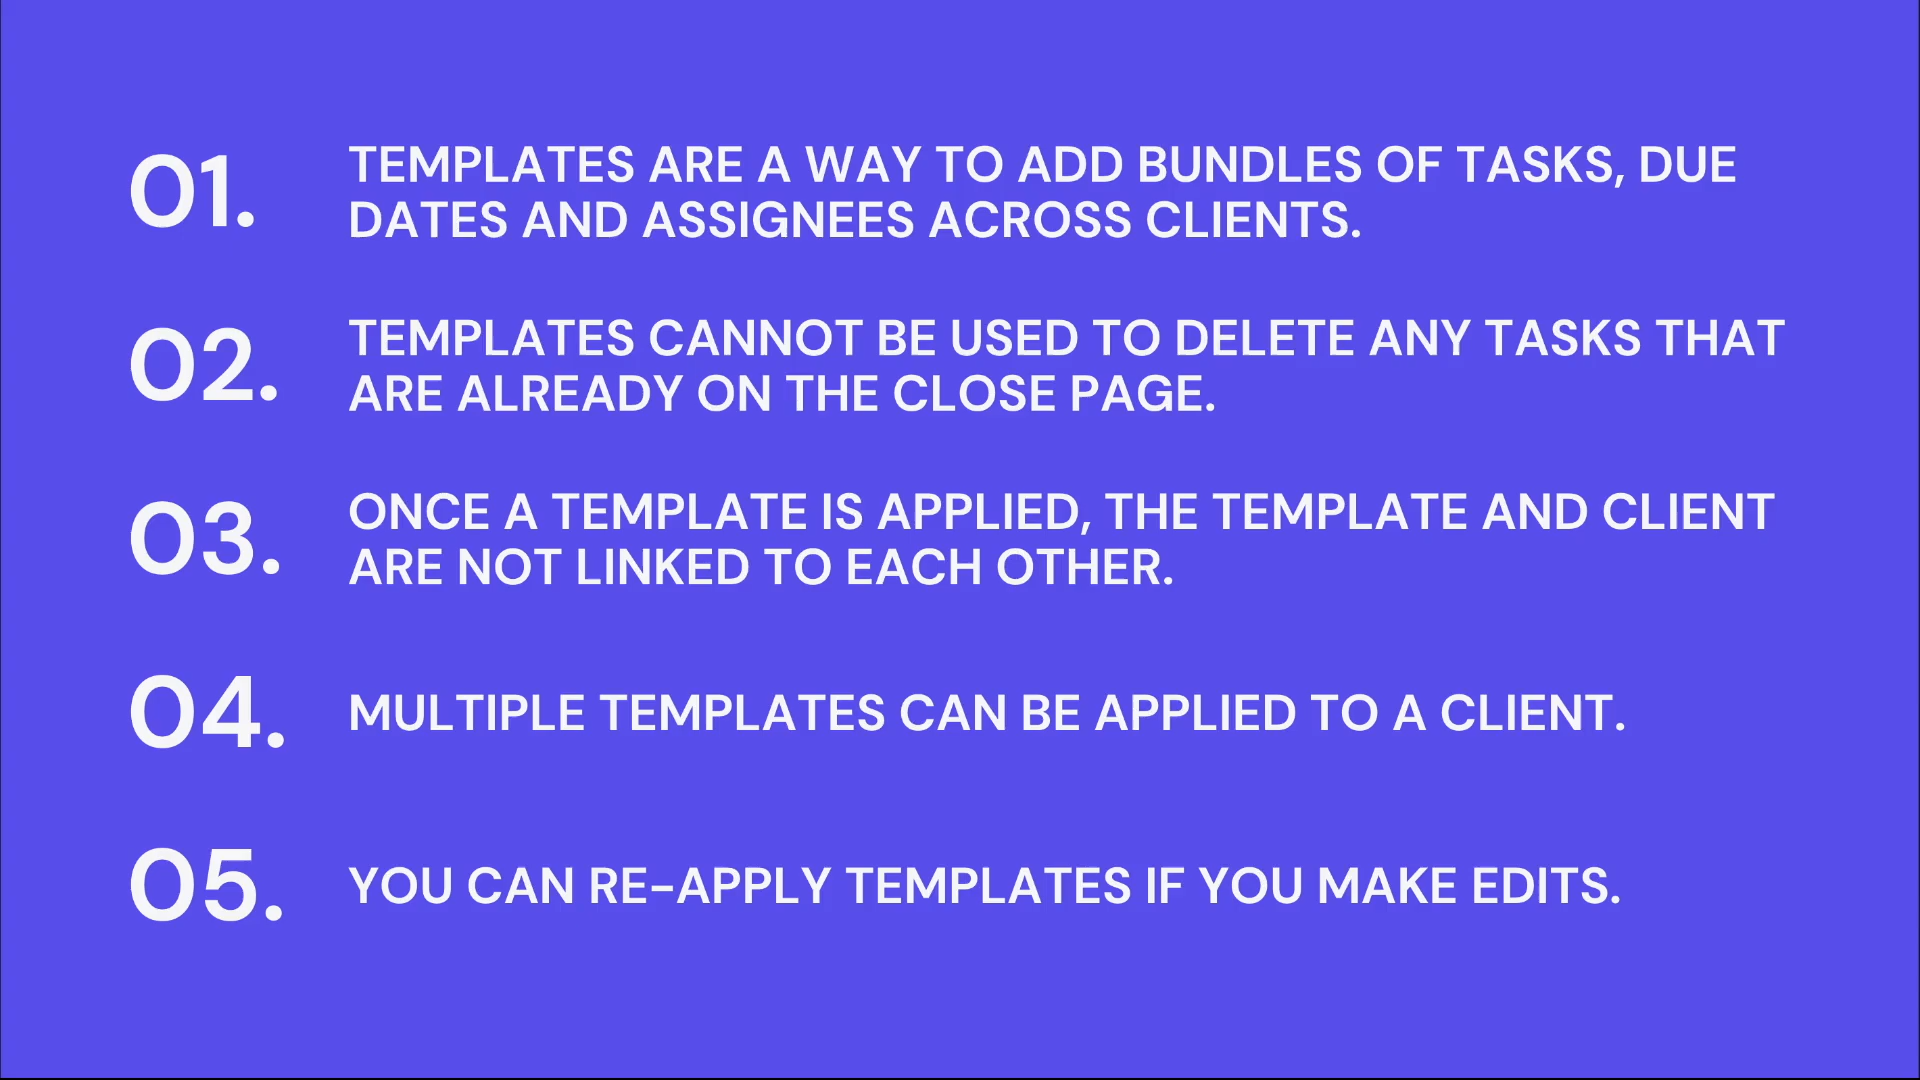 01.
TEMPLATES ARE A WAY TO ADD BUNDLES OF TASKS, DUE
DATES AND ASSIGNEES ACROSS CLIENTS.
02.
TEMPLATES CANNOT BE USED TO DELETE ANY TASKS THAT
ARE ALREADY ON THE CLOSE PAGE.
03.
ONCE A TEMPLATE IS APPLIED, THE TEMPLATE AND CLIENT
ARE NOT LINKED TO EACH OTHER.
04.
MULTIPLE TEMPLATES CAN BE APPLIED TO A CLIENT.
05.
YOU CAN RE-APPLY TEMPLATES IF YOU MAKE EDITS.